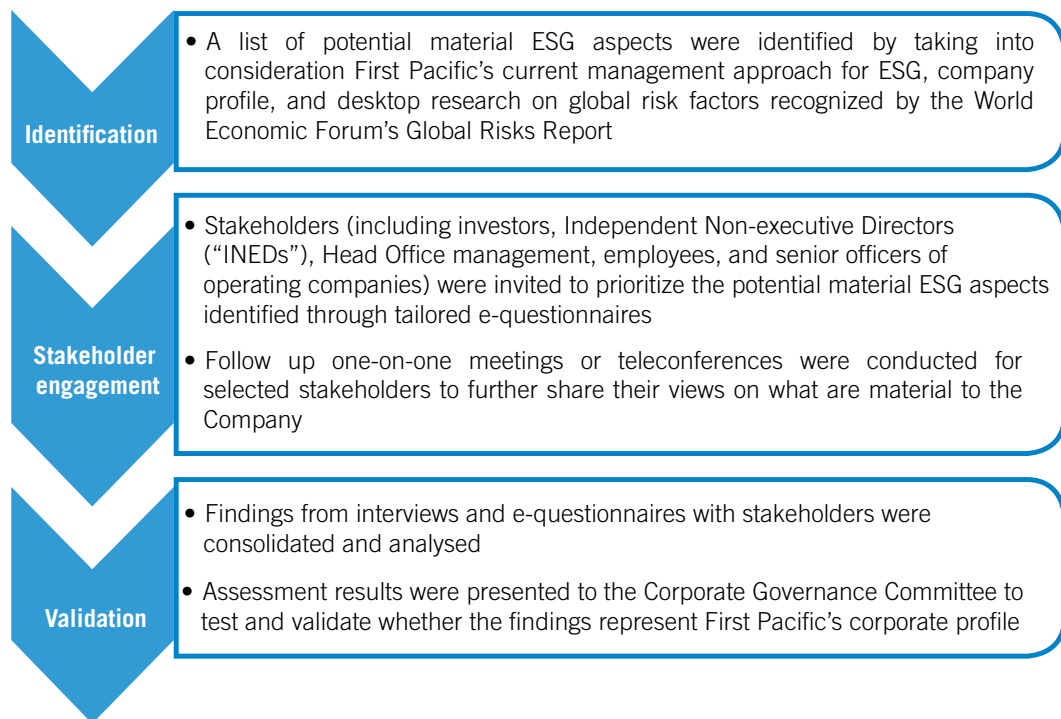 Identification
• A list of potential material ESG aspects were identified by taking into
consideration First Pacific's current management approach for ESG, company
profile, and desktop research on global risk factors recognized by the World
Economic Forum's Global Risks Report
Stakeholder
engagement
• Stakeholders (including investors, Independent Non-executive Directors
(“INEDs”), Head Office management, employees, and senior officers of
operating companies) were invited to prioritize the potential material ESG aspects
identified through tailored e-questionnaires
• Follow up one-on-one meetings or teleconferences were conducted for
selected stakeholders to further share their views on what are material to the
Company
Validation
• Findings from interviews and e-questionnaires with stakeholders were
consolidated and analysed
• Assessment results were presented to the Corporate Governance Committee to
test and validate whether the findings represent First Pacific's corporate profile